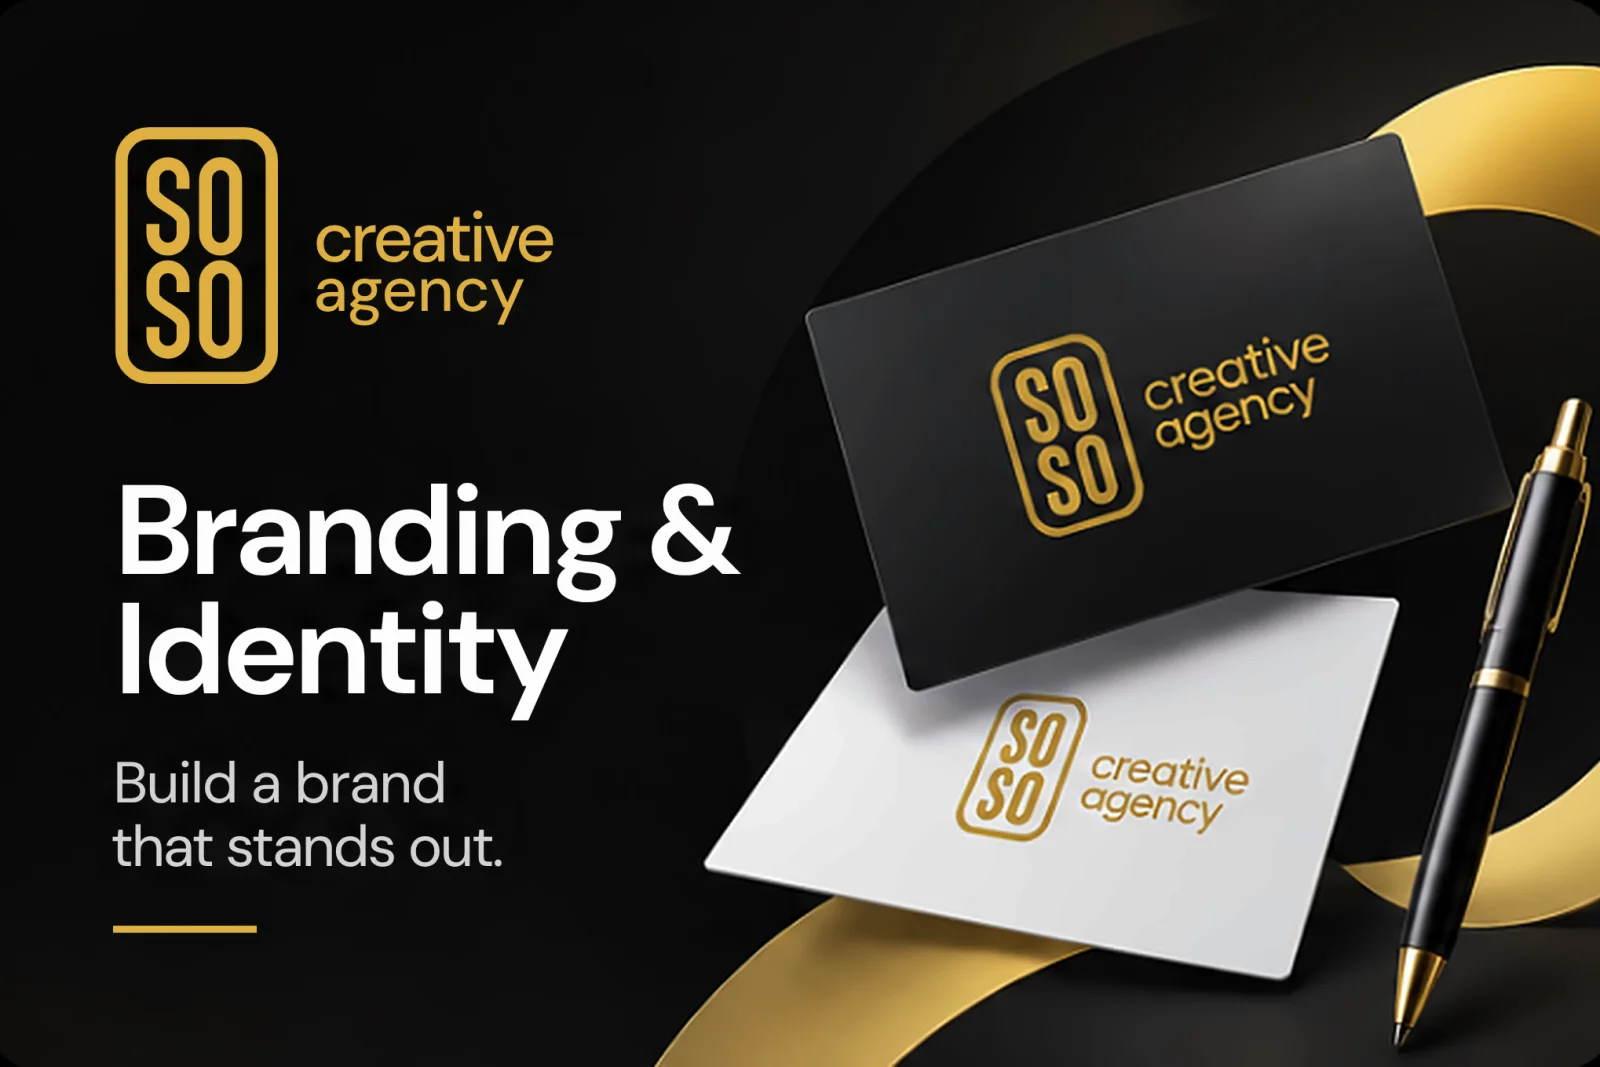 SO
SO
creative
agency
Branding &
Identity
Build a brand
that stands out.
SO
SO
creative
agency
SO
SO
creative
agency